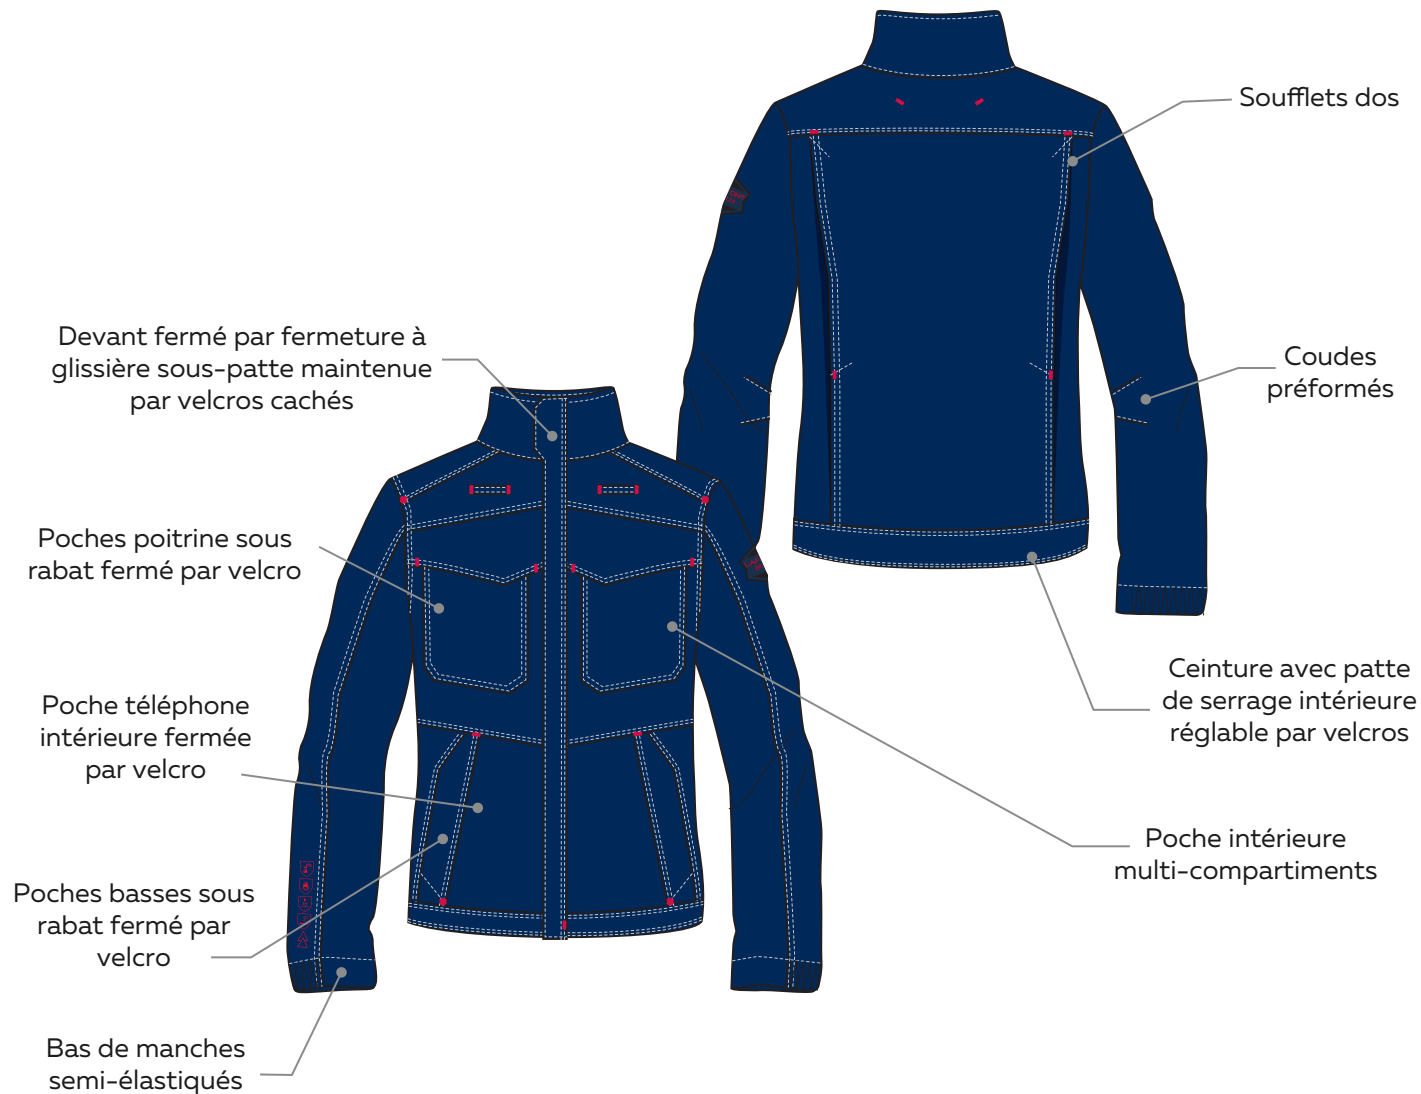 Soufflets dos
Devant fermé par fermeture à
glissière sous-patte maintenue
par velcros cachés
Coudes
préformés
Poches poitrine sous
rabat fermé par velcro
Ceinture avec patte
de serrage intérieure
réglable par velcros
Poche téléphone
intérieure fermée
par velcro
Poche intérieure
multi-compartiments
Poches basses sous
rabat fermé par
velcro
Bas de manches
semi-élastiqués